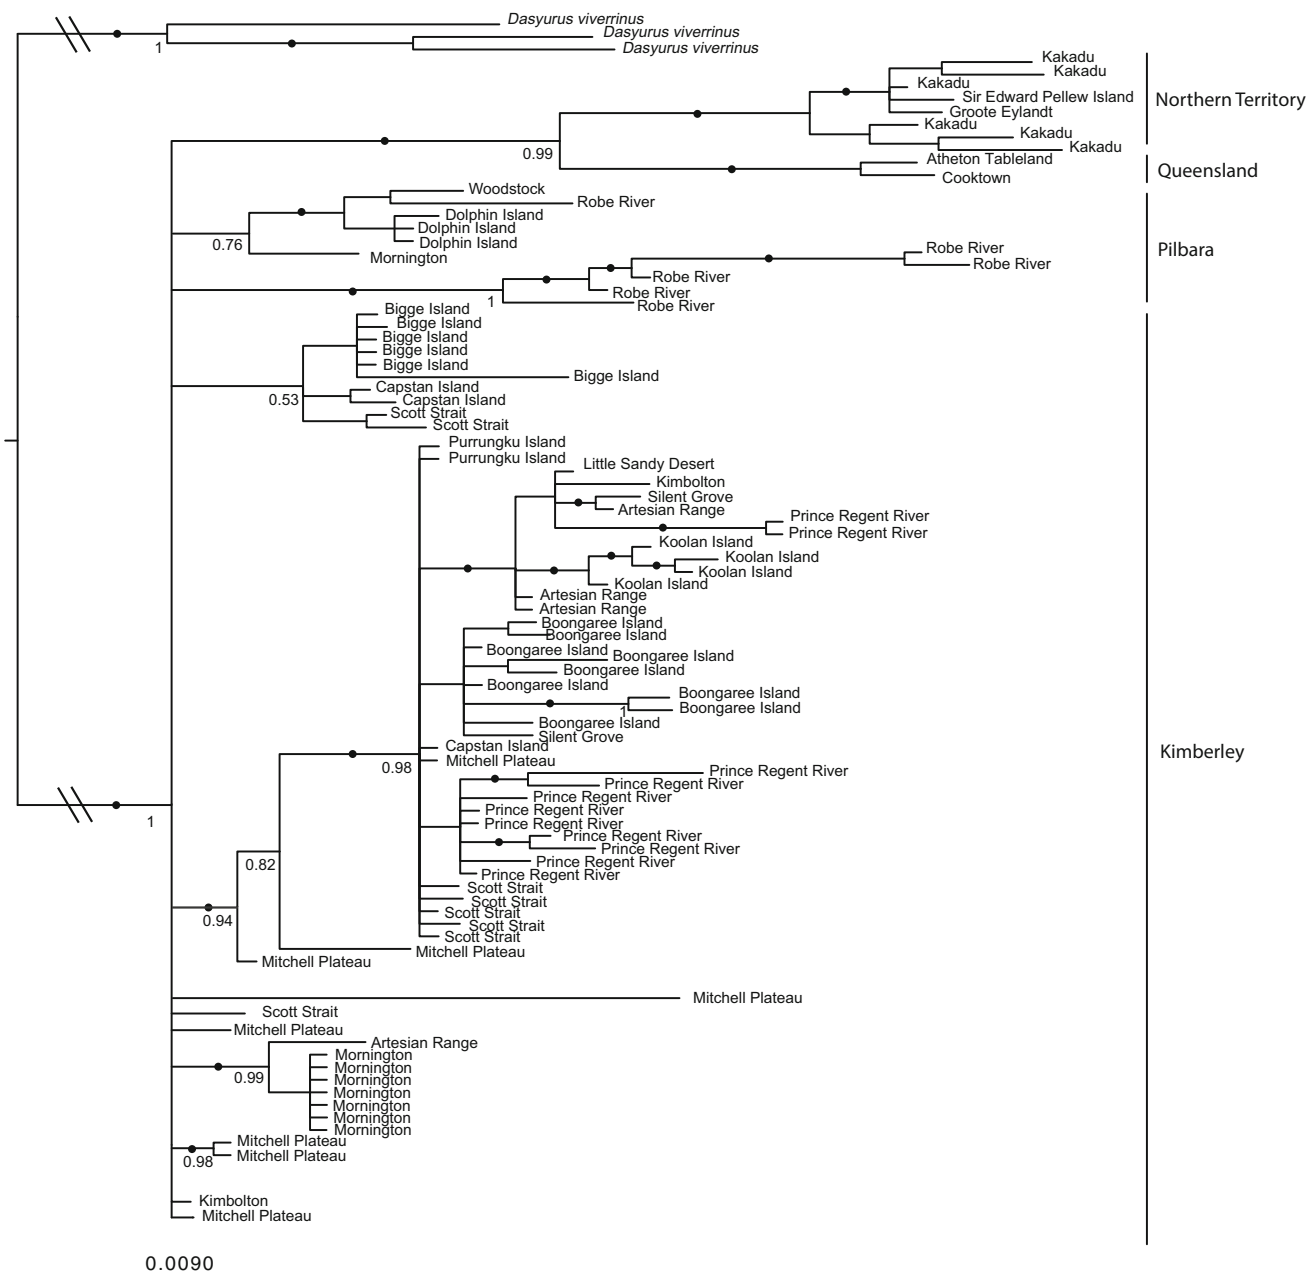 Dasyurus viverrinus
Dasyurus viverrinus
1
Dasyurus viverrinus
Kakadu
Kakadu
Kakadu
Sir Edward Pellew Island
Northern Territory
Groote Eylandt
Kakadu
Kakadu
Kakadu
0.99
Atheton Tableland
Queensland
Cooktown
Woodstock
Robe River
Dolphin Island
Dolphin Island
Dolphin Island
0.76
Mornington
Pilbara
Robe River
Robe River
Robe River
Robe River
1
Robe River
Bigge Island
Bigge Island
Bigge Island
Bigge Island
Bigge Island
Bigge Island
Capstan Island
0.53
Capstan Island
Scott Strait
Scott Strait
Purrungku Island
Purrungku Island
Little Sandy Desert
Kimbolton
Silent Grove
Artesian Range
Prince Regent River
Prince Regent River
Koolan Island
Koolan Island
Koolan Island
Koolan Island
Artesian Range
Artesian Range
Boongaree Island
Boongaree Island
Boongaree Island
Boongaree Island
Boongaree Island
Boongaree Island
Boongaree Island
1
Boongaree Island
Boongaree Island
Silent Grove
Capstan Island
Kimberley
Mitchell Plateau
0.98
Prince Regent River
Prince Regent River
Prince Regent River
Prince Regent River
Prince Regent River
1
Prince Regent River
Prince Regent River
Prince Regent River
0.82
Prince Regent River
Scott Strait
Scott Strait
Scott Strait
0.94
Scott Strait
Scott Strait
Mitchell Plateau
Mitchell Plateau
Mitchell Plateau
Scott Strait
Mitchell Plateau
Artesian Range
Mornington
Mornington
0.99
Mornington
Mornington
Mornington
Mornington
Mornington
Mitchell Plateau
Mitchell Plateau
0.98
Kimbolton
Mitchell Plateau
0.0090